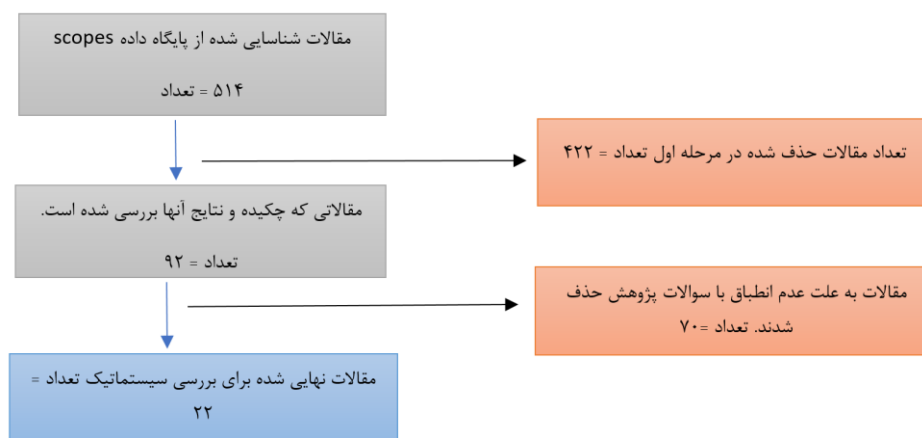 مقالات شناسایی شده از پایگاه داده scopes
۵۱۴ = تعداد
تعداد مقالات حذف شده در مرحله اول تعداد = ۴۲۲
مقالاتی که چکیده و نتایج آنها بررسی شده است.
تعداد = ۹۲
مقالات به علت عدم انطباق با سوالات پژوهش حذف
شدند. تعداد =۷۰
مقالات نهایی شده برای بررسی سیستماتیک تعداد =
۲۲